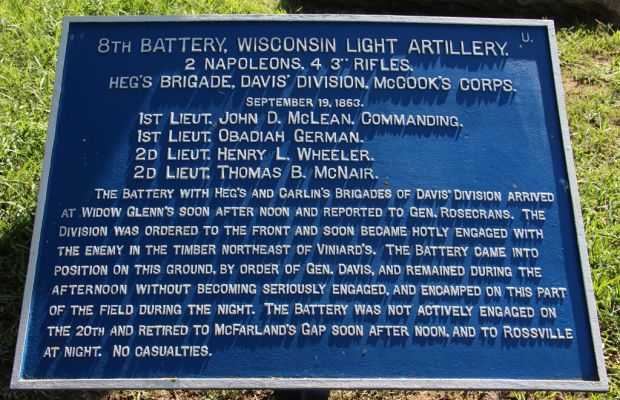 U.
8TH BATTERY, WISCONSIN LIGHT ARTILLERY.
2 NAPOLEONS, 4 3" RIFLES.
HEG'S BRIGADE, DAVIS' DIVISION, MCCOOK'S CORPS.
SEPTEMBER 19, 1863.
1ST LIEUT. JOHN D. MCLEAN, COMMANDING.
1ST LIEUT. OBADIAH GERMAN.
2D LIEUT. HENRY L. WHEELER.
2D LIEUT. THOMAS B. MCNAIR.
THE BATTERY WITH HEG'S AND CARLIN'S BRIGADES OF DAVIS' DIVISION ARRIVED
AT WIDOW GLENN'S SOON AFTER NOON AND REPORTED TO GEN. ROSECRANS. THE
DIVISION WAS ORDERED TO THE FRONT AND SOON BECAME HOTLY ENGAGED WITH
THE ENEMY IN THE TIMBER NORTHEAST OF VINIARD'S. THE BATTERY CAME INTO
POSITION ON THIS GROUND, BY ORDER OF GEN. DAVIS, AND REMAINED DURING THE
AFTERNOON WITHOUT BECOMING SERIOUSLY ENGAGED, AND ENCAMPED ON THIS PART
OF THE FIELD DURING THE NIGHT. THE BATTERY WAS NOT ACTIVELY ENGAGED ON
THE 20TH AND RETIRED TO MCFARLAND'S GAP SOON AFTER NOON, AND TO ROSSVILLE
AT NIGHT. NO CASUALTIES.